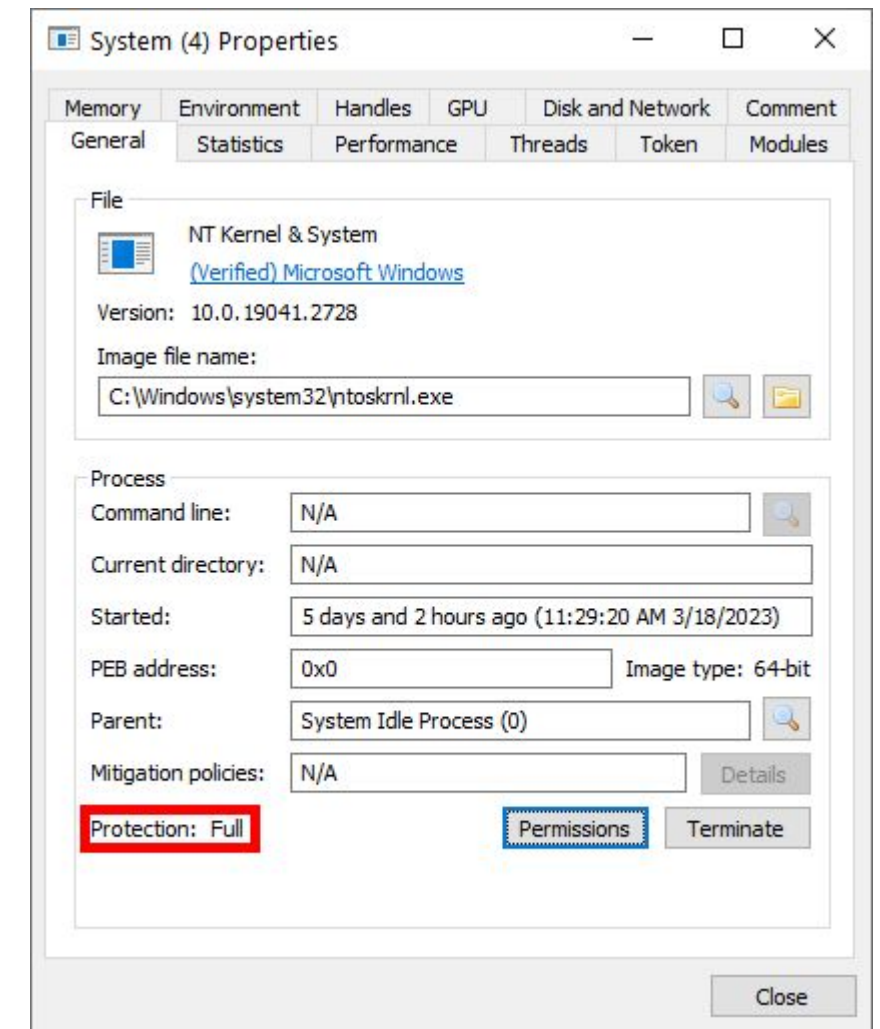 System (4) Properties
Memory Environment Handles GPU Disk and Network Comment
General Statistics Performance Threads Token Modules
File
NT Kernel & System
(Verified) Microsoft Windows
Version: 10.0.19041.2728
Image file name:
C:\Windows\system32\ntoskrnl.exe
Process
Command line: N/A
Current directory: N/A
Started: 5 days and 2 hours ago (11:29:20 AM 3/18/2023)
PEB address: 0x0 Image type: 64-bit
Parent: System Idle Process (0)
Mitigation policies: N/A Details
Protection: Full Permissions Terminate
Close